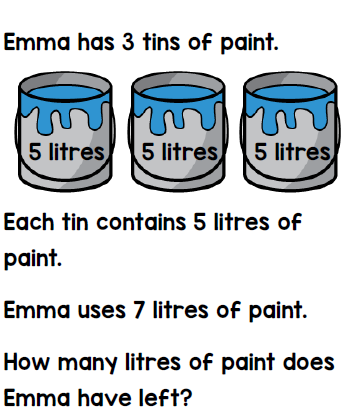 Emma has 3 tins of paint.
5 litres 5 litres 5 litres
Each tin contains 5 litres of
paint.
Emma uses 7 litres of paint.
How many litres of paint does
Emma have left?